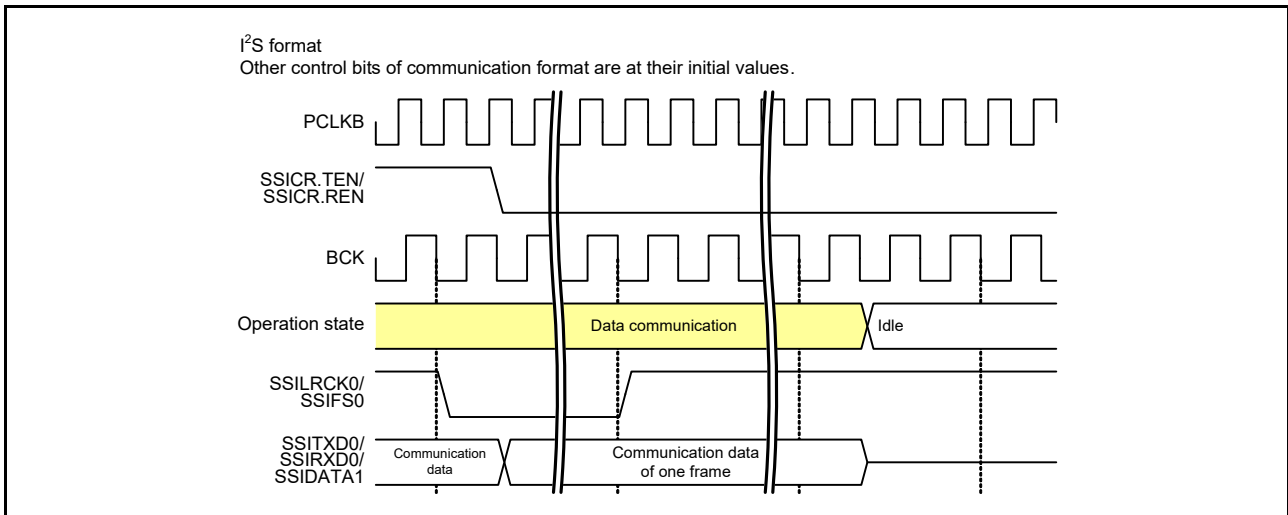 I²S format
Other control bits of communication format are at their initial values.
PCLKB
SSICR.TEN/
SSICR.REN
BCK
Operation state
Data communication
Idle
SSILRCK0/
SSIFS0
SSITXD0/
SSIRXD0/
SSIDATA1
Communication
data
Communication data
of one frame